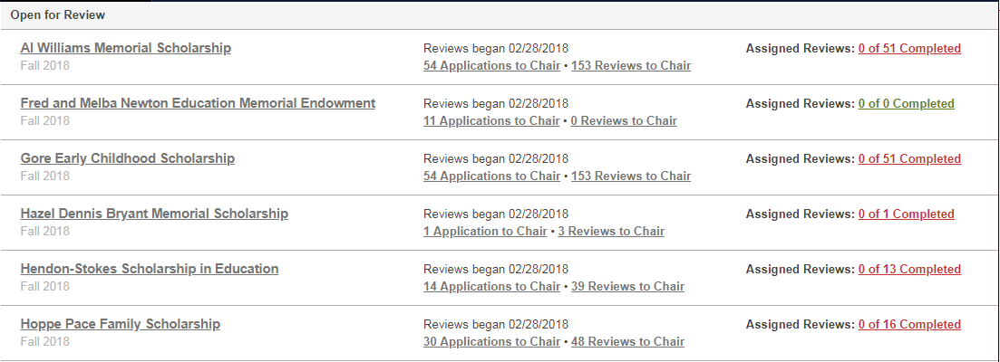 Open for Review
Al Williams Memorial Scholarship Reviews began 02/28/2018 Assigned Reviews: 0 of 51 Completed
Fall 2018 54 Applications to Chair • 153 Reviews to Chair
Fred and Melba Newton Education Memorial Endowment Reviews began 02/28/2018 Assigned Reviews: 0 of 0 Completed
Fall 2018 11 Applications to Chair • 0 Reviews to Chair
Gore Early Childhood Scholarship Reviews began 02/28/2018 Assigned Reviews: 0 of 51 Completed
Fall 2018 54 Applications to Chair • 153 Reviews to Chair
Hazel Dennis Bryant Memorial Scholarship Reviews began 02/28/2018 Assigned Reviews: 0 of 1 Completed
Fall 2018 1 Application to Chair • 3 Reviews to Chair
Hendon-Stokes Scholarship in Education Reviews began 02/28/2018 Assigned Reviews: 0 of 13 Completed
Fall 2018 14 Applications to Chair • 39 Reviews to Chair
Hoppe Pace Family Scholarship Reviews began 02/28/2018 Assigned Reviews: 0 of 16 Completed
Fall 2018 30 Applications to Chair • 48 Reviews to Chair